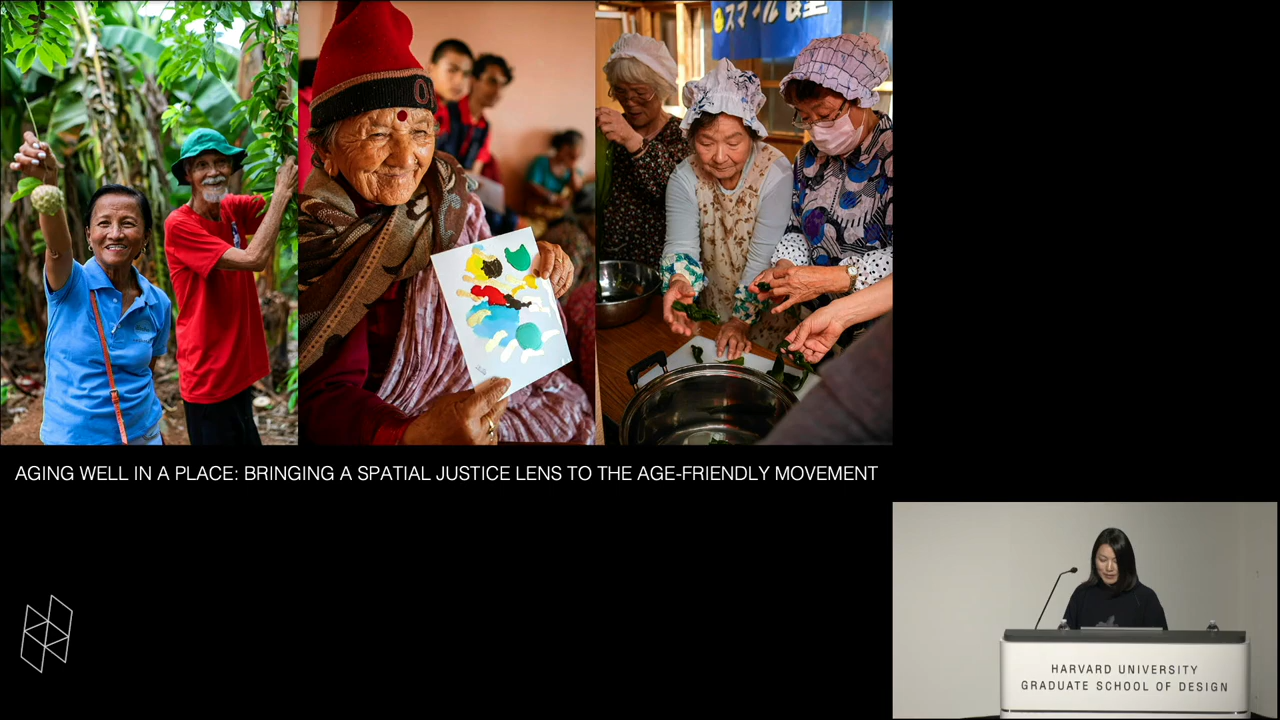 スマイル
AGING WELL IN A PLACE: BRINGING A SPATIAL JUSTICE LENS TO THE AGE-FRIENDLY MOVEMENT
HARVARD UNIVERSITY
GRADUATE SCHOOL OF DESIGN